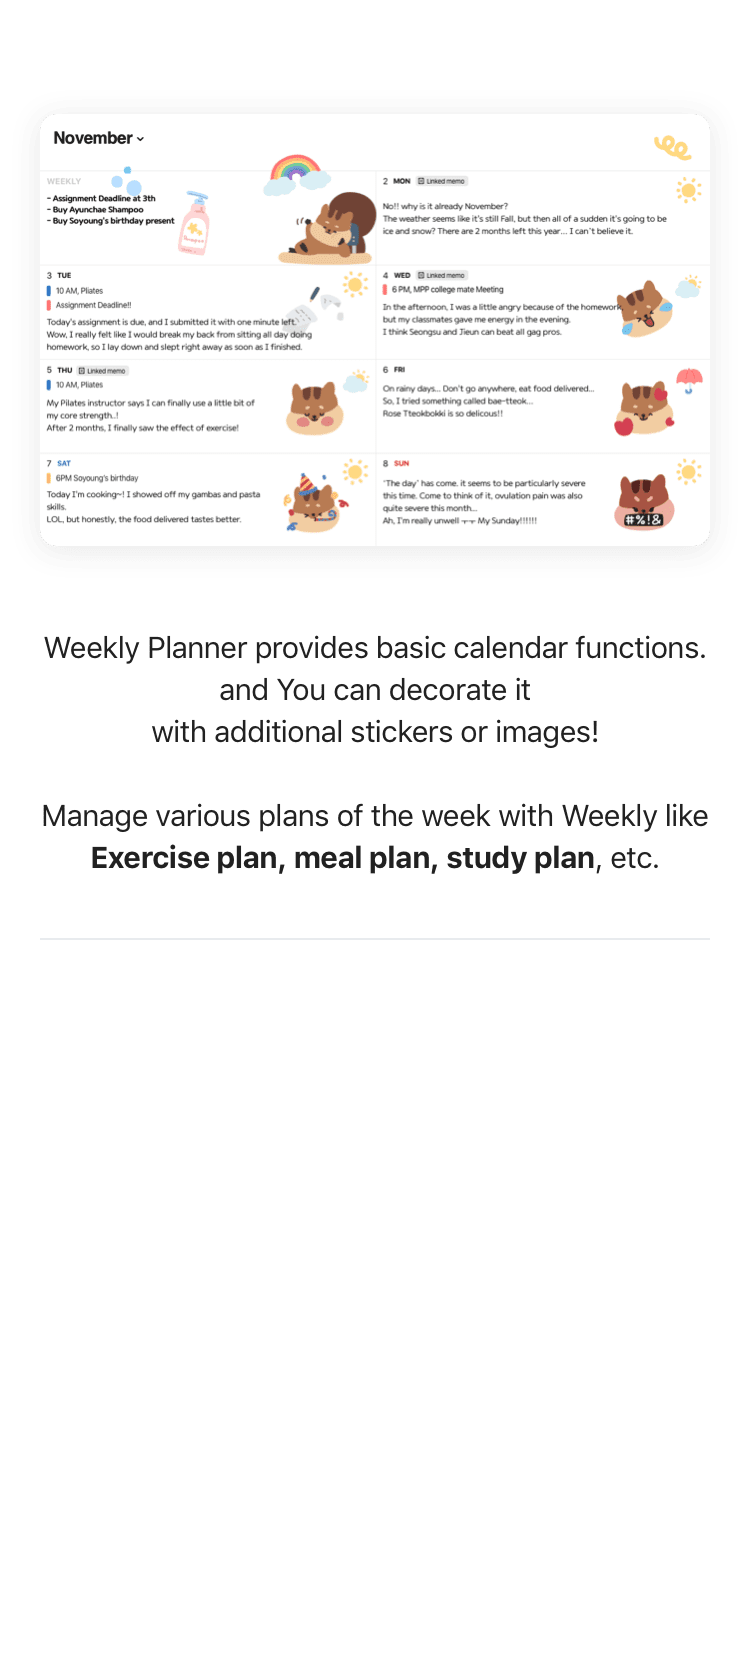 November
WEEKLY
- Assignment Deadline at 3th
- Buy Ayunchae Shampoo
- Buy Soyoung's birthday present
2 MON Linked memo
No!! why is it already November?
The weather seems like it's still Fall, but then all of a sudden it's going to be
ice and snow? There are 2 months left this year... I can't believe it.
3 TUE
10 AM, Pilates
Assignment Deadline!!
Today's assignment is due, and I submitted it with one minute left.
Wow, I really felt like I would break my back from sitting all day doing
homework, so I lay down and slept right away as soon as I finished.
4 WED Linked memo
6 PM, MPP college mate Meeting
In the afternoon, I was a little angry because of the homework,
but my classmates gave me energy in the evening.
I think Seongsu and Jieun can beat all gag pros.
5 THU Linked memo
10 AM, Pilates
My Pilates instructor says I can finally use a little bit of
my core strength..!
After 2 months, I finally saw the effect of exercise!
6 FRI
On rainy days... Don't go anywhere, eat food delivered...
So, I tried something called bae-tteok...
Rose Tteokbokki is so delicous!!
7 SAT
6PM Soyoung's birthday
Today I'm cooking~! I showed off my gambas and pasta
skills.
LOL, but honestly, the food delivered tastes better.
8 SUN
'The day' has come, it seems to be particularly severe
this time. Come to think of it, ovulation pain was also
quite severe this month...
Ah, I'm really unwell ㅜㅜ My Sunday!!!!!!
#%!&
Weekly Planner provides basic calendar functions.
and You can decorate it
with additional stickers or images!
Manage various plans of the week with Weekly like
Exercise plan, meal plan, study plan, etc.